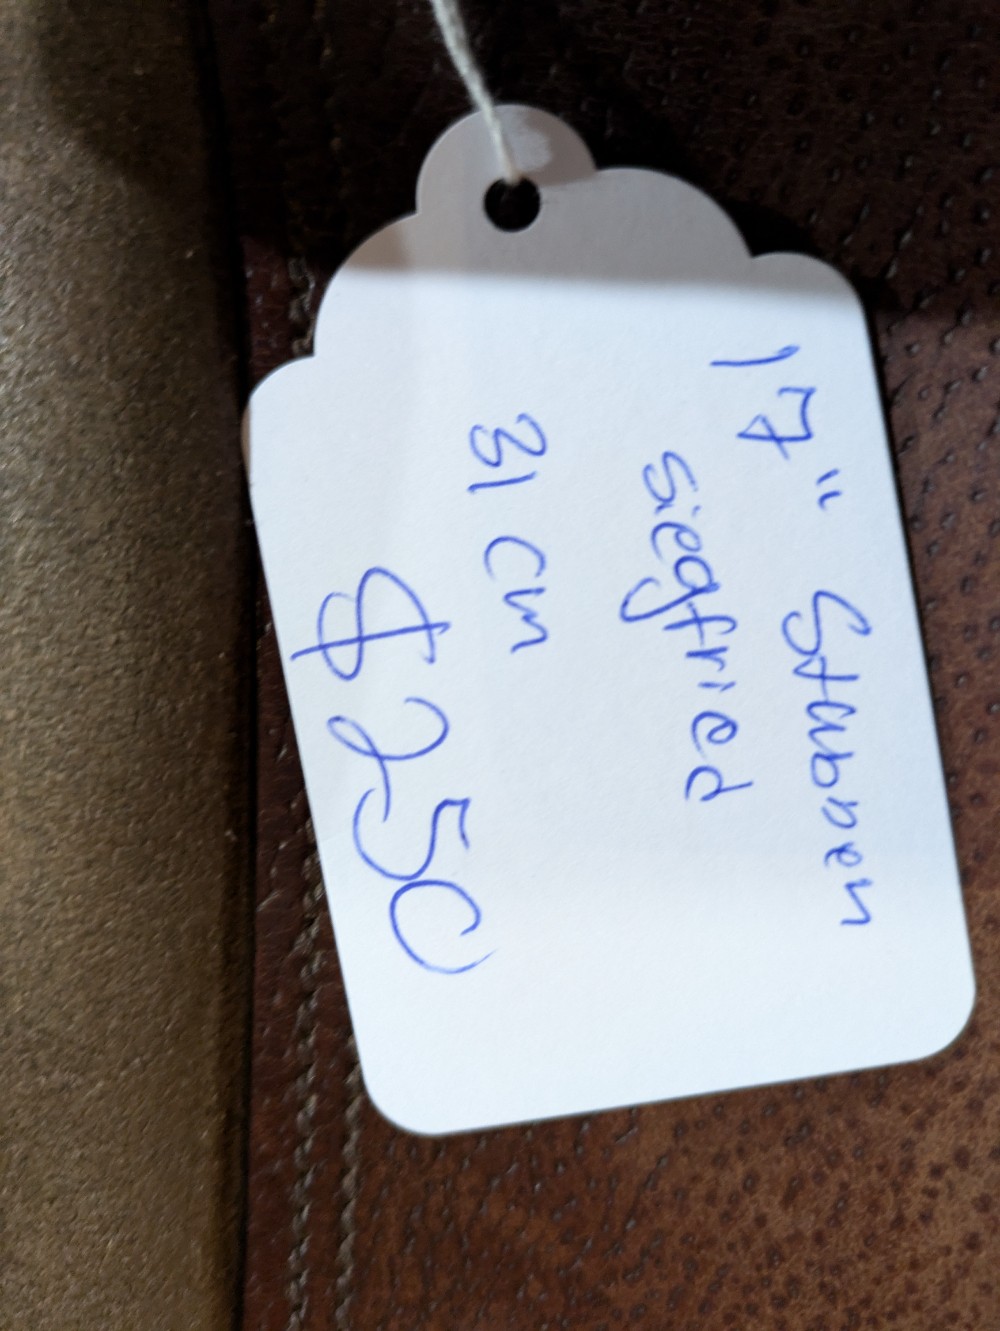 17" Stubben
siegfried
31 cm
$250